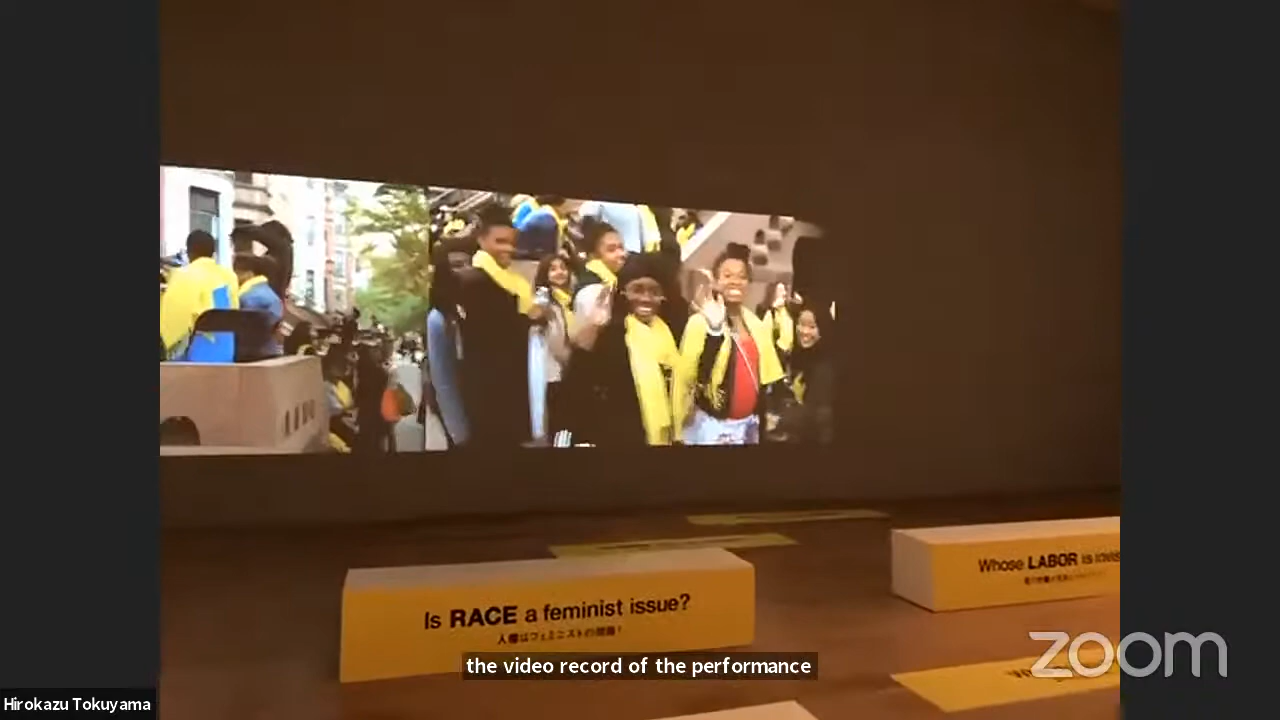 Is RACE a feminist issue?
人種はフェミニストの問題?
Whose LABOR is
the video record of the performance
zoom
Hirokazu Tokuyama